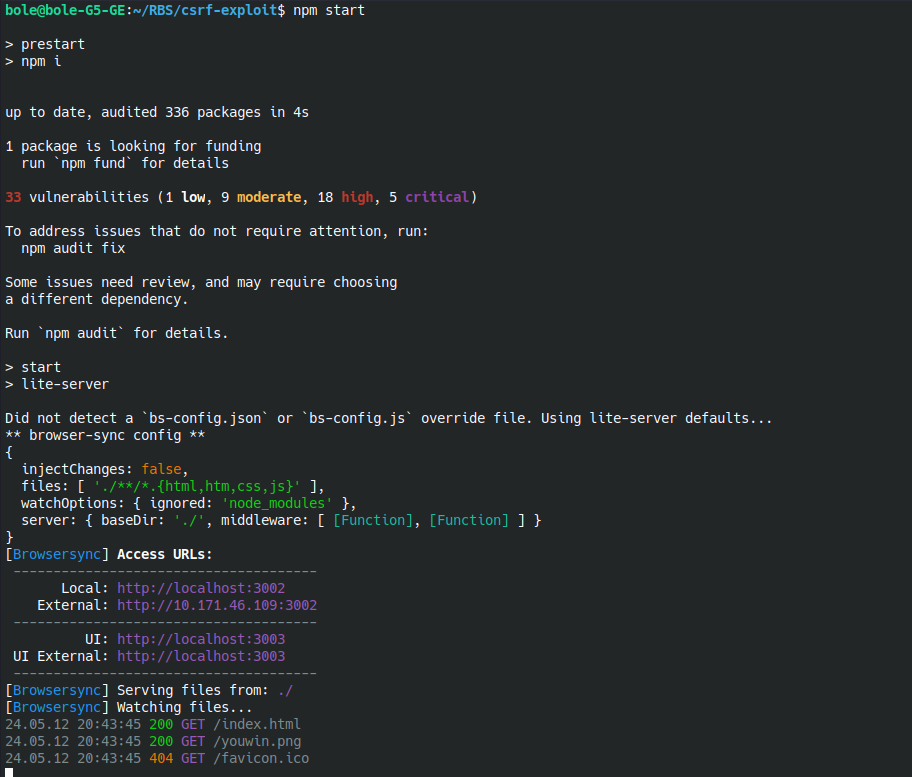 bole@bole-G5-GE:~/RBS/csrf-exploit$ npm start
> prestart
> npm i
up to date, audited 336 packages in 4s
1 package is looking for funding
  run `npm fund` for details
33 vulnerabilities (1 low, 9 moderate, 18 high, 5 critical)
To address issues that do not require attention, run:
  npm audit fix
Some issues need review, and may require choosing
a different dependency.
Run `npm audit` for details.
> start
> lite-server
Did not detect a `bs-config.json` or `bs-config.js` override file. Using lite-server defaults...
** browser-sync config **
{
  injectChanges: false,
  files: [ './**/*.{html,htm,css,js}' ],
  watchOptions: { ignored: 'node_modules' },
  server: { baseDir: './', middleware: [ [Function], [Function] ] }
}
[Browsersync] Access URLs:
 --------------------------------------
       Local: http://localhost:3002
    External: http://10.171.46.109:3002
 --------------------------------------
          UI: http://localhost:3003
 UI External: http://localhost:3003
 --------------------------------------
[Browsersync] Serving files from: ./
[Browsersync] Watching files...
24.05.12 20:43:45 200 GET /index.html
24.05.12 20:43:45 200 GET /youwin.png
24.05.12 20:43:45 404 GET /favicon.ico